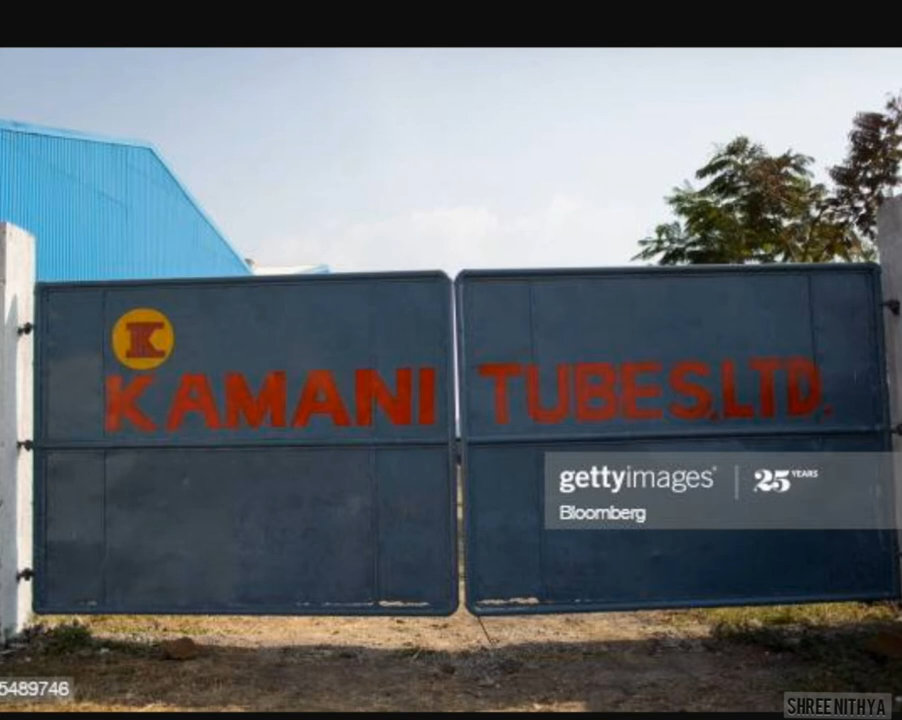 K
KAMANI TUBES.LTD.
gettyimages® | 25 YEARS
Bloomberg
5489746
SHREE NITHYA